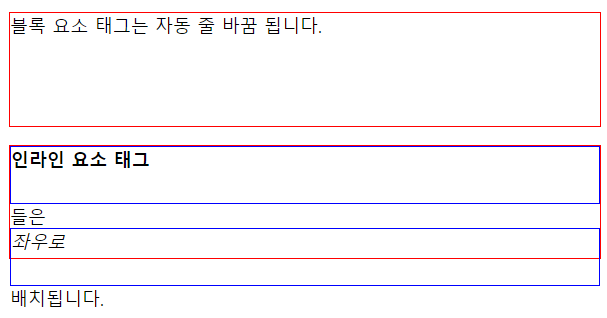 블록 요소 태그는 자동 줄 바꿈 됩니다.
인라인 요소 태그
들은
좌우로
배치됩니다.